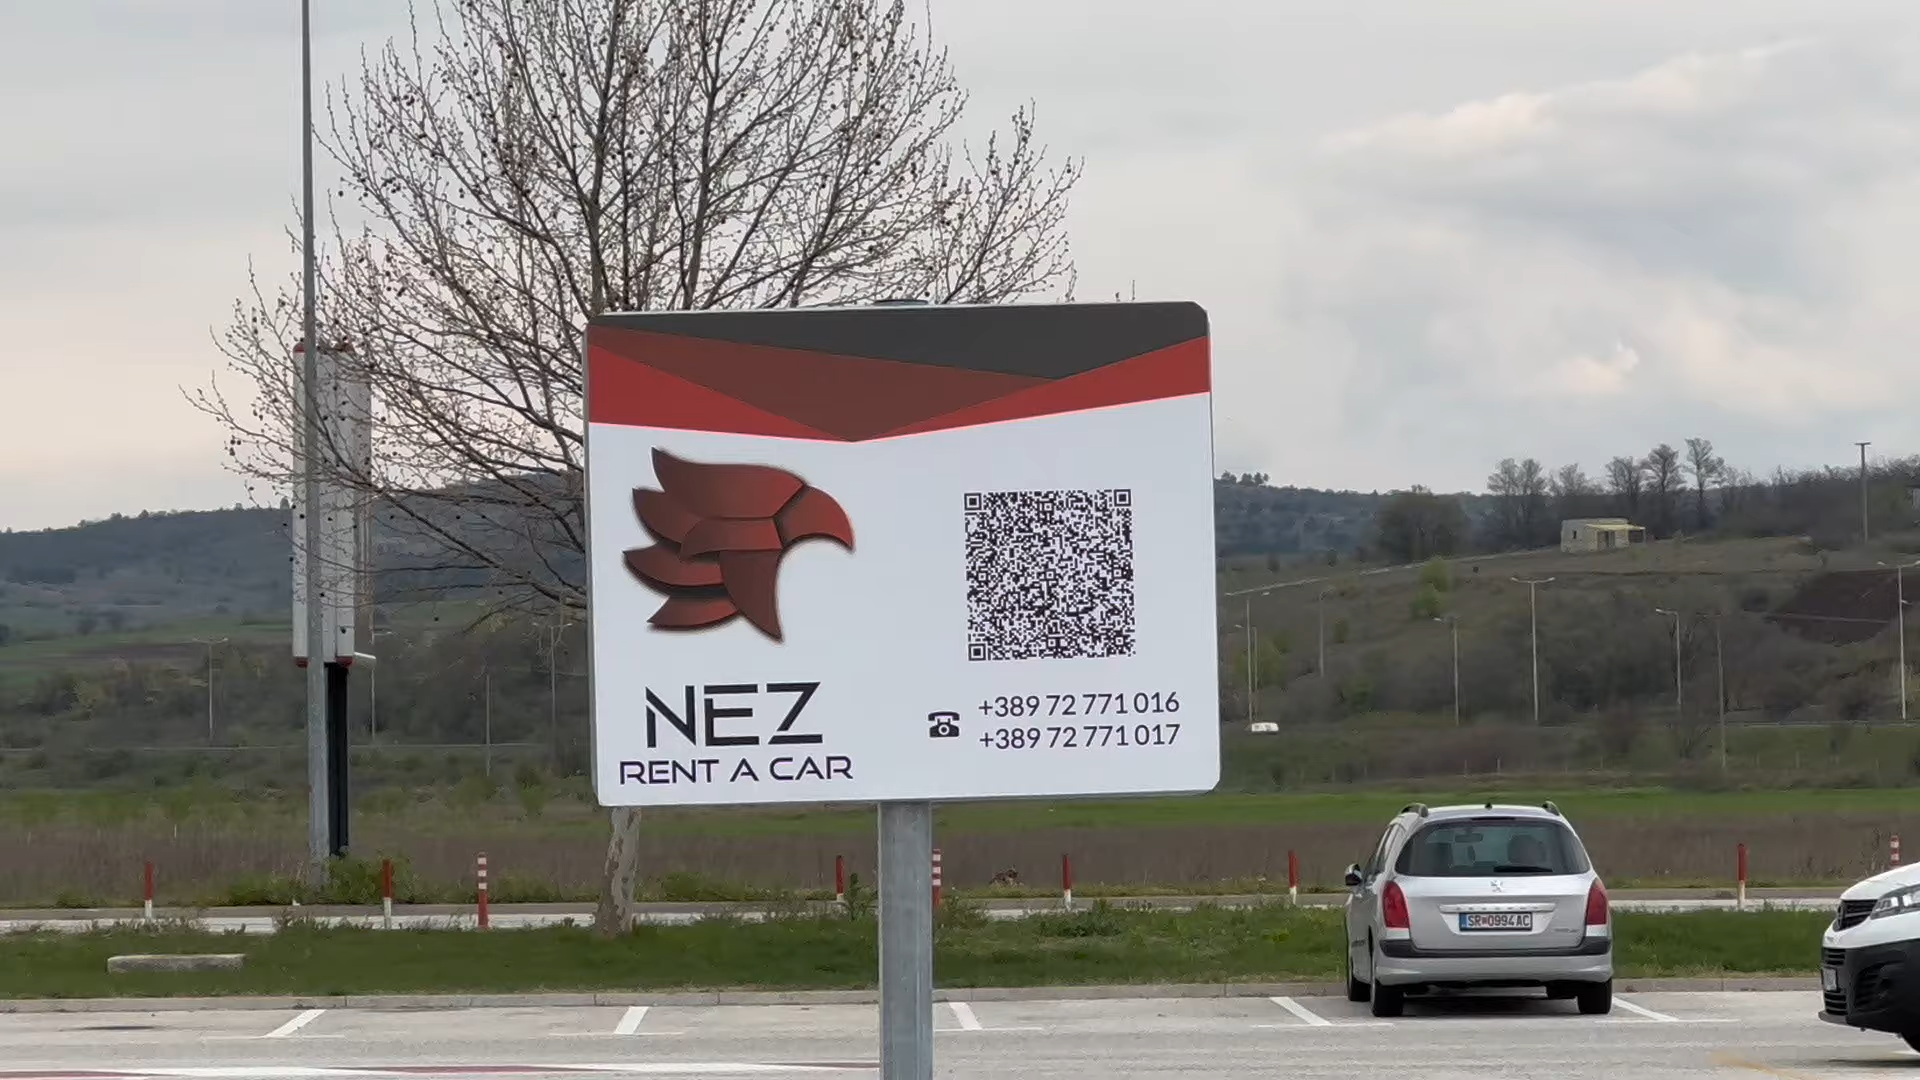 NEZ
RENT A CAR
+389 72 771 016
+389 72 771 017
SR 0994 AC